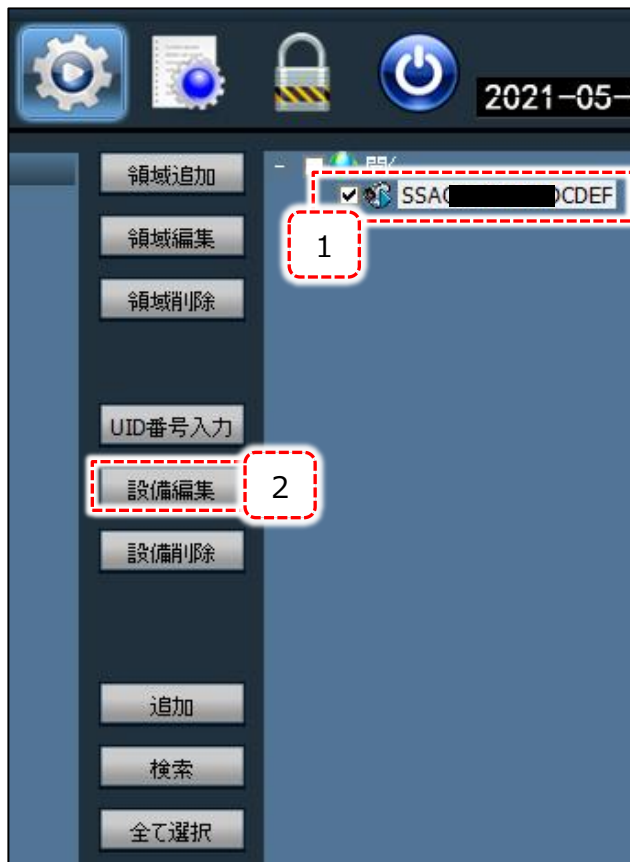 2021-05-
領域追加
SSAC CDEF
領域編集
1
領域削除
UID番号入力
設備編集
2
設備削除
追加
検索
全て選択